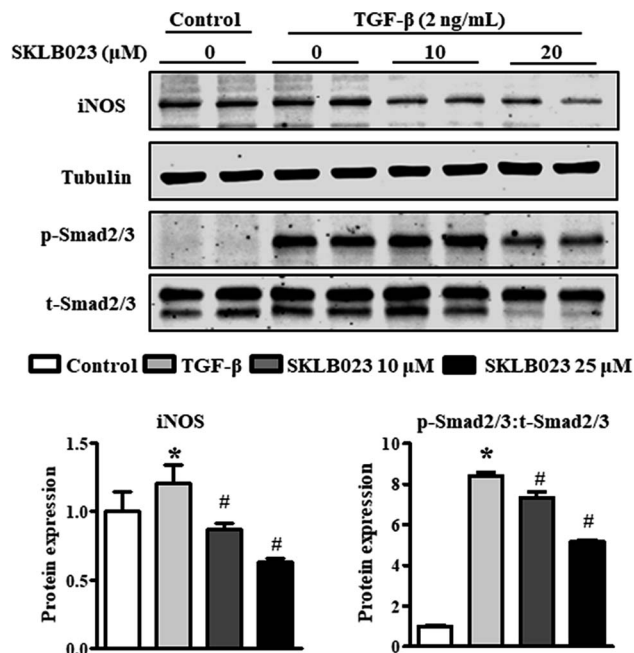 Control TGF-β (2 ng/mL)
SKLB023 (μM) 0 0 10 20
iNOS
Tubulin
p-Smad2/3
t-Smad2/3
Control TGF-β SKLB023 10 μM SKLB023 25 μM
iNOS
Protein expression
1.5
1.0
0.5
0.0
*
#
#
p-Smad2/3:t-Smad2/3
Protein expression
10
8
6
4
2
0
*
#
#